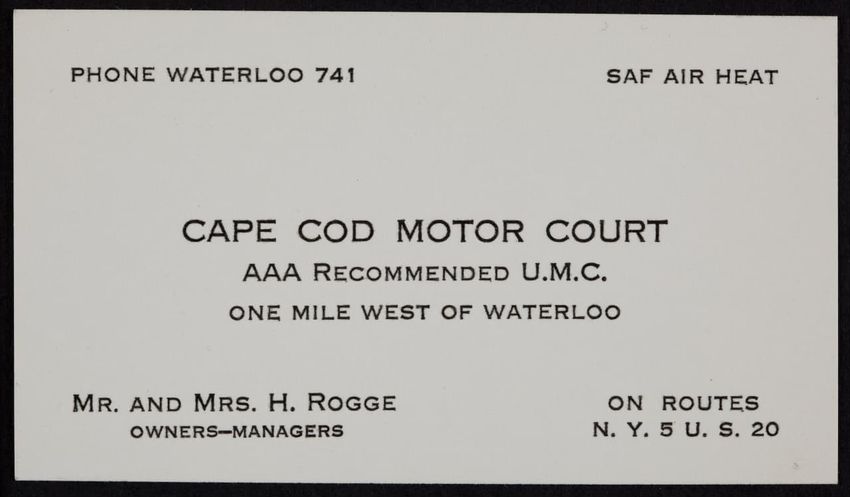 PHONE WATERLOO 741
SAF AIR HEAT
CAPE COD MOTOR COURT
AAA RECOMMENDED U.M.C.
ONE MILE WEST OF WATERLOO
MR. AND MRS. H. ROGGE
OWNERS—MANAGERS
ON ROUTES
N. Y. 5 U. S. 20